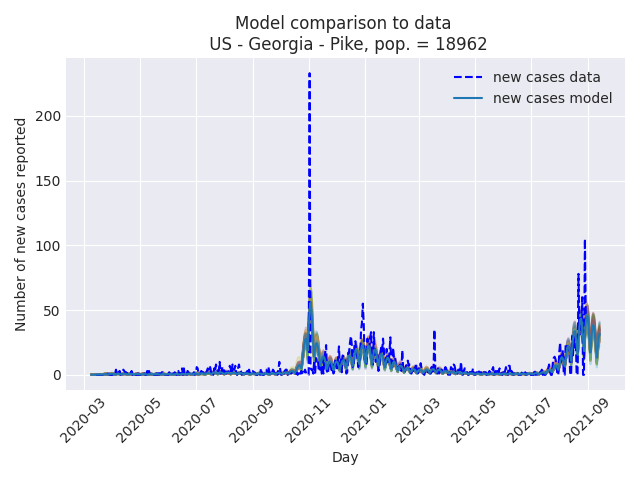 Model comparison to data
US - Georgia - Pike, pop. = 18962
new cases data
new cases model
Number of new cases reported
200
150
100
50
0
2020-03
2020-05
2020-07
2020-09
2020-11
2021-01
2021-03
2021-05
2021-07
2021-09
Day